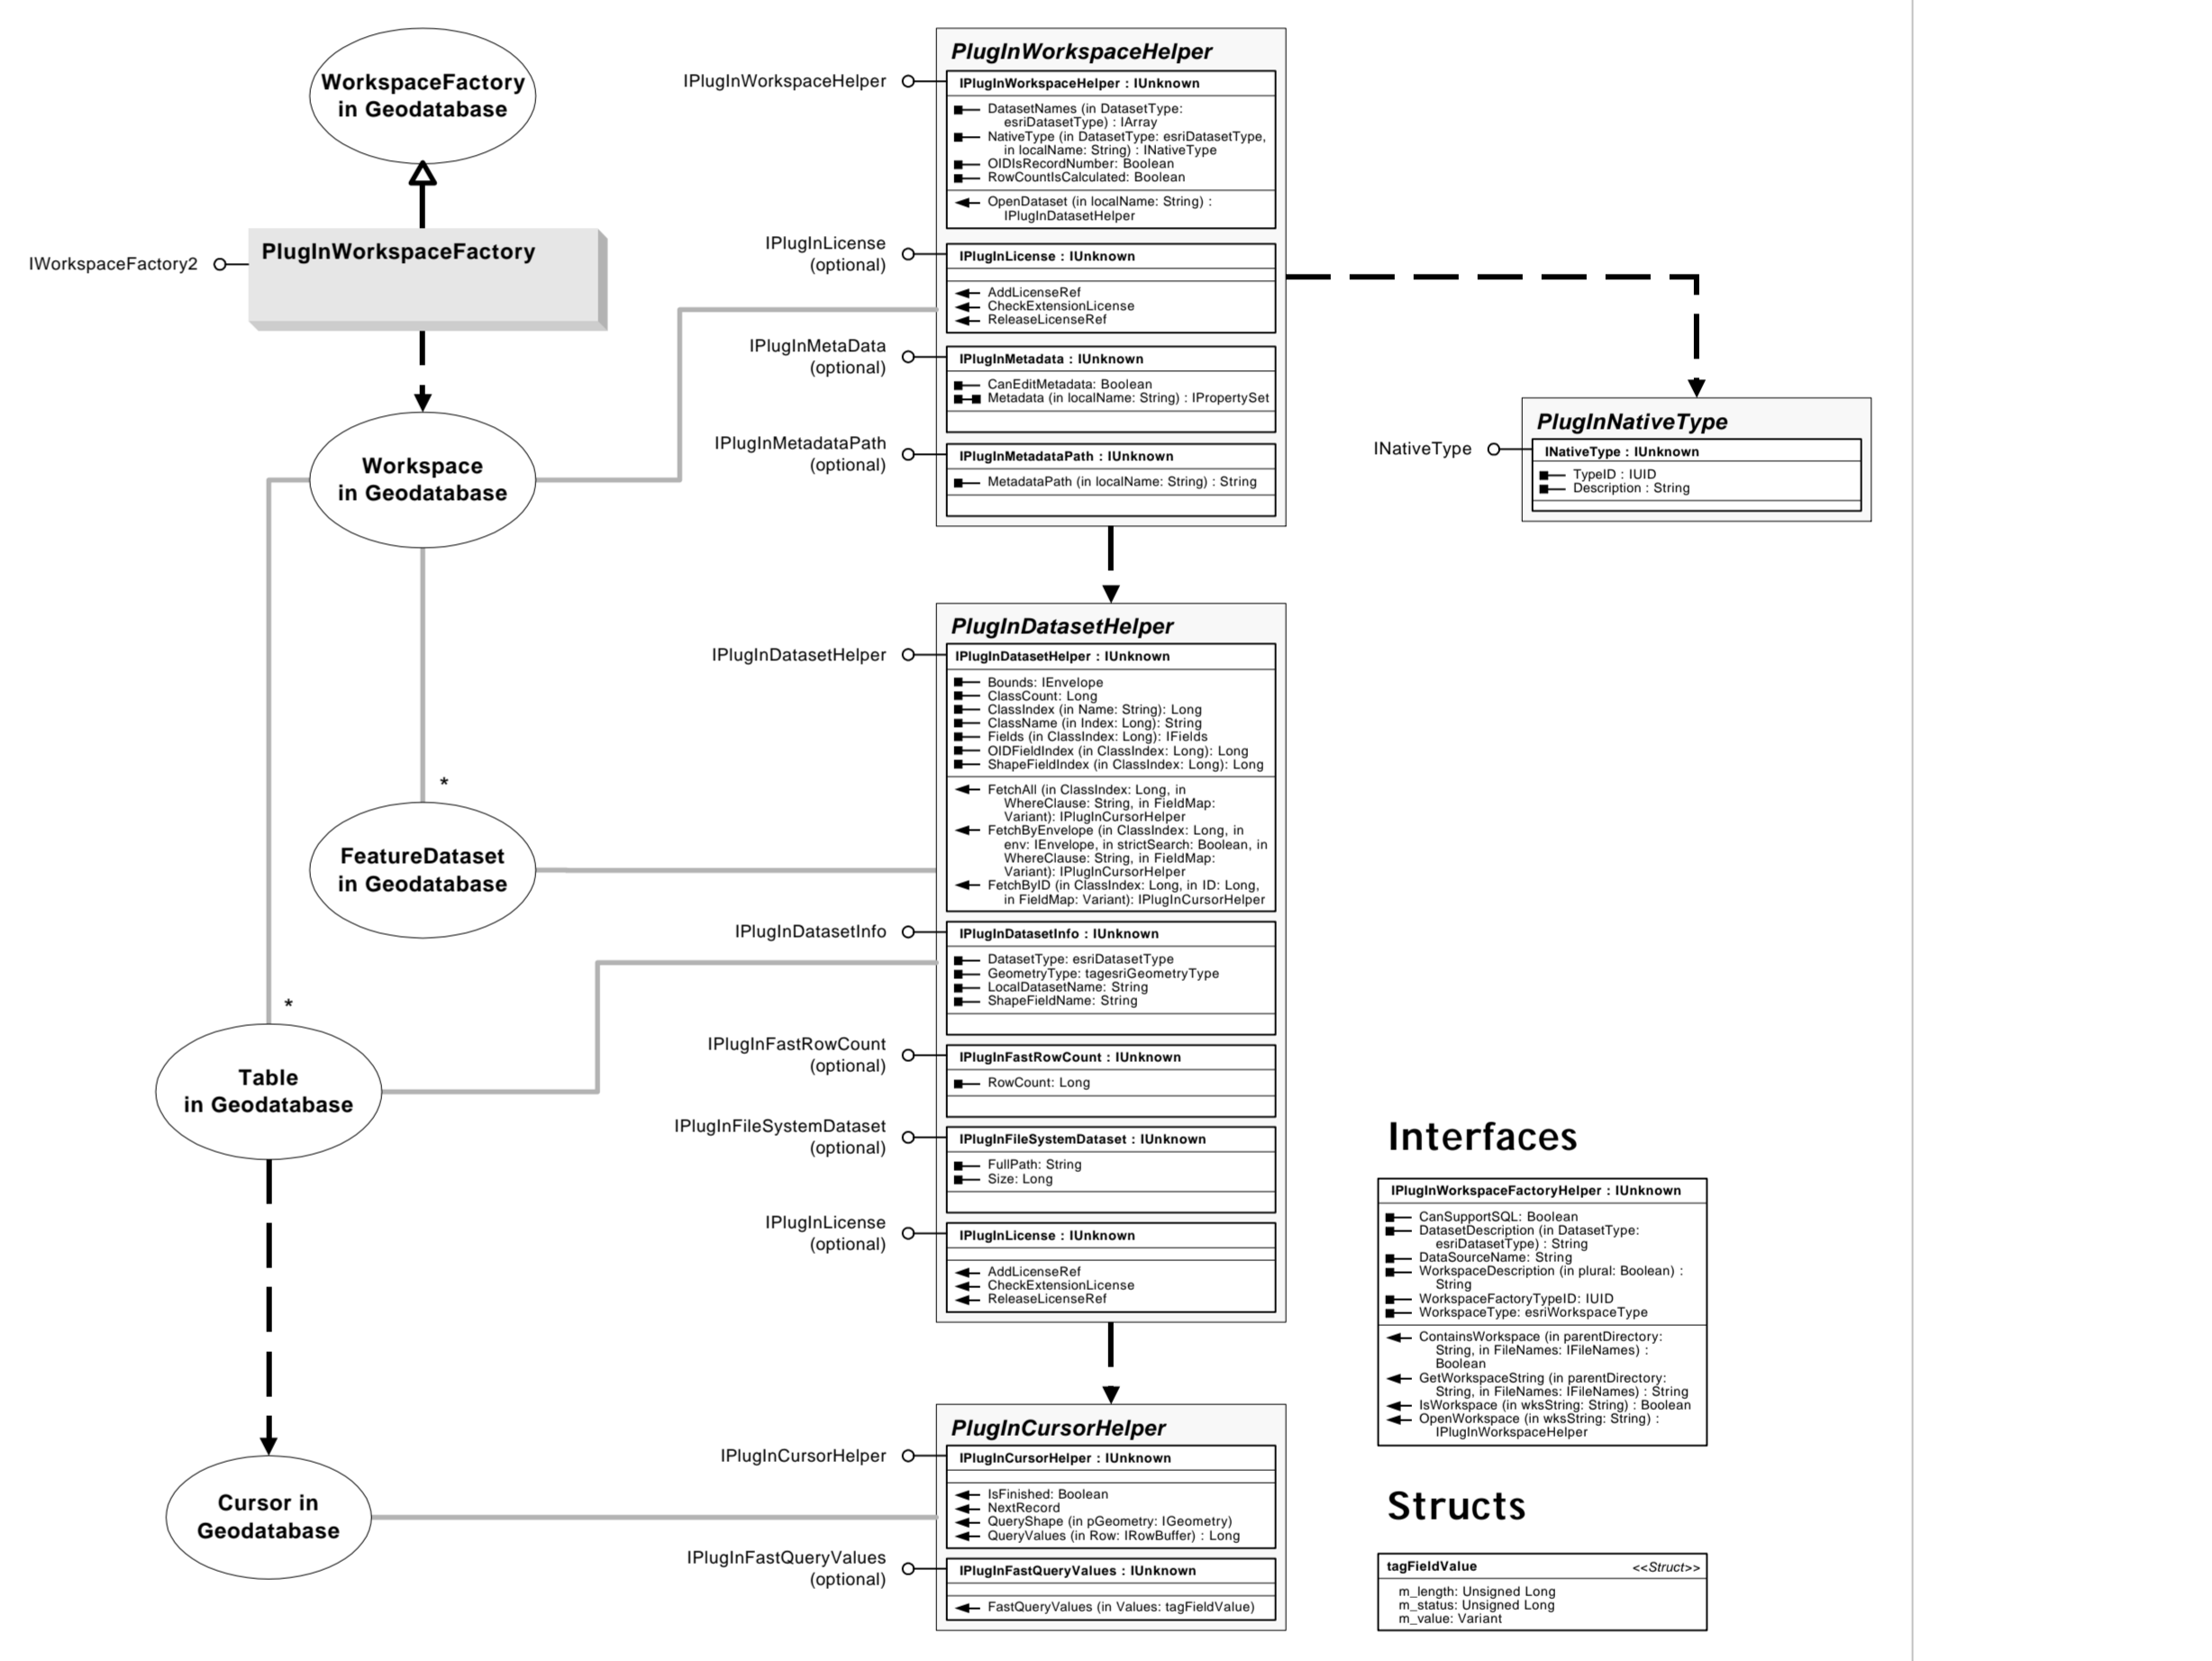 WorkspaceFactory
in Geodatabase
IWorkspaceFactory2
PlugInWorkspaceFactory
Workspace
in Geodatabase
*
FeatureDataset
in Geodatabase
*
Table
in Geodatabase
Cursor in
Geodatabase
IPlugInWorkspaceHelper
IPlugInLicense
(optional)
IPlugInMetaData
(optional)
IPlugInMetadataPath
(optional)
PlugInWorkspaceHelper
IPlugInWorkspaceHelper : IUnknown
DatasetNames (in DatasetType:
esriDatasetType) : IArray
NativeType (in DatasetType: esriDatasetType,
in localName: String) : INativeType
OIDIsRecordNumber: Boolean
RowCountIsCalculated: Boolean
OpenDataset (in localName: String) :
IPlugInDatasetHelper
IPlugInLicense : IUnknown
AddLicenseRef
CheckExtensionLicense
ReleaseLicenseRef
IPlugInMetadata : IUnknown
CanEditMetadata: Boolean
Metadata (in localName: String) : IPropertySet
IPlugInMetadataPath : IUnknown
MetadataPath (in localName: String) : String
INativeType
PlugInNativeType
INativeType : IUnknown
TypeID : IUID
Description : String
IPlugInDatasetHelper
IPlugInDatasetInfo
IPlugInFastRowCount
(optional)
IPlugInFileSystemDataset
(optional)
IPlugInLicense
(optional)
PlugInDatasetHelper
IPlugInDatasetHelper : IUnknown
Bounds: IEnvelope
ClassCount: Long
ClassIndex (in Name: String): Long
ClassName (in Index: Long): String
Fields (in ClassIndex: Long): IFields
OIDFieldIndex (in ClassIndex: Long): Long
ShapeFieldIndex (in ClassIndex: Long): Long
FetchAll (in ClassIndex: Long, in
WhereClause: String, in FieldMap:
Variant): IPlugInCursorHelper
FetchByEnvelope (in ClassIndex: Long, in
env: IEnvelope, in strictSearch: Boolean, in
WhereClause: String, in FieldMap:
Variant): IPlugInCursorHelper
FetchByID (in ClassIndex: Long, in ID: Long,
in FieldMap: Variant): IPlugInCursorHelper
IPlugInDatasetInfo : IUnknown
DatasetType: esriDatasetType
GeometryType: tagesriGeometryType
LocalDatasetName: String
ShapeFieldName: String
IPlugInFastRowCount : IUnknown
RowCount: Long
IPlugInFileSystemDataset : IUnknown
FullPath: String
Size: Long
IPlugInLicense : IUnknown
AddLicenseRef
CheckExtensionLicense
ReleaseLicenseRef
IPlugInCursorHelper
IPlugInFastQueryValues
(optional)
PlugInCursorHelper
IPlugInCursorHelper : IUnknown
IsFinished: Boolean
NextRecord
QueryShape (in pGeometry: IGeometry)
QueryValues (in Row: IRowBuffer) : Long
IPlugInFastQueryValues : IUnknown
FastQueryValues (in Values: tagFieldValue)
Interfaces
IPlugInWorkspaceFactoryHelper : IUnknown
CanSupportSQL: Boolean
DatasetDescription (in DatasetType:
esriDatasetType) : String
DataSourceName: String
WorkspaceDescription (in plural: Boolean) :
String
WorkspaceFactoryTypeID: IUID
WorkspaceType: esriWorkspaceType
ContainsWorkspace (in parentDirectory:
String, in FileNames: IFileNames) :
Boolean
GetWorkspaceString (in parentDirectory:
String, in FileNames: IFileNames) : String
IsWorkspace (in wksString: String) : Boolean
OpenWorkspace (in wksString: String) :
IPlugInWorkspaceHelper
Structs
tagFieldValue <<Struct>>
m_length: Unsigned Long
m_status: Unsigned Long
m_value: Variant